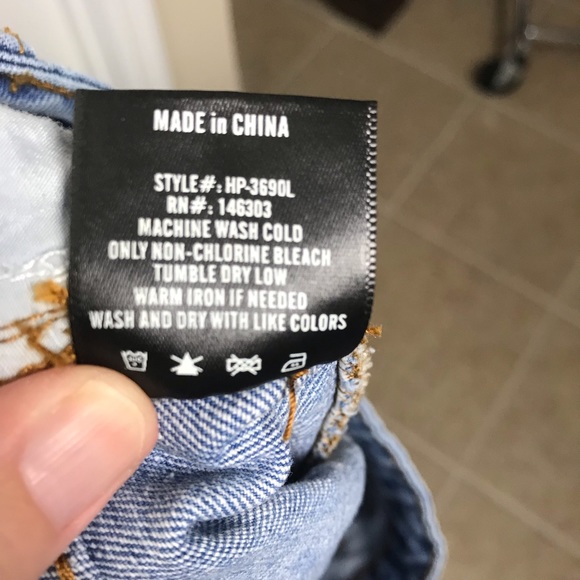 MADE in CHINA
STYLE#: HP-3690L
RN#: 146303
MACHINE WASH COLD
ONLY NON-CHLORINE BLEACH
TUMBLE DRY LOW
WARM IRON IF NEEDED
WASH AND DRY WITH LIKE COLORS